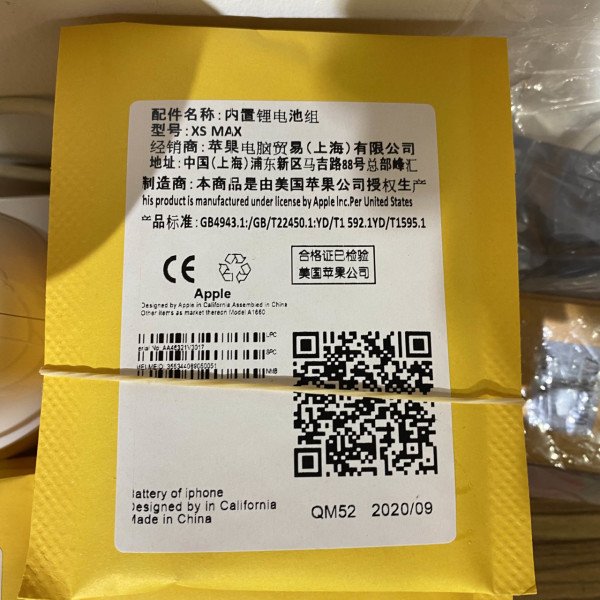 配件名称: 内置锂电池组
型号: XS MAX
经销商: 苹果电脑贸易(上海)有限公司
地址: 中国(上海)浦东新区马吉路88号总部峰汇
制造商: 本商品是由美国苹果公司授权生产
his product is manufactured under license by Apple Inc.Per United States
产品标准: GB4943.1:/GB/T22450.1:YD/T1 592.1YD/T1595.1
CE
合格证已检验
美国苹果公司
Apple
Designed by Apple in California Assembled in China
Other items as market thereon Model A1660
UPC
erial No.
SPC
NMB
Battery of iphone
Designed by in California
Made in China
QM52 2020/09